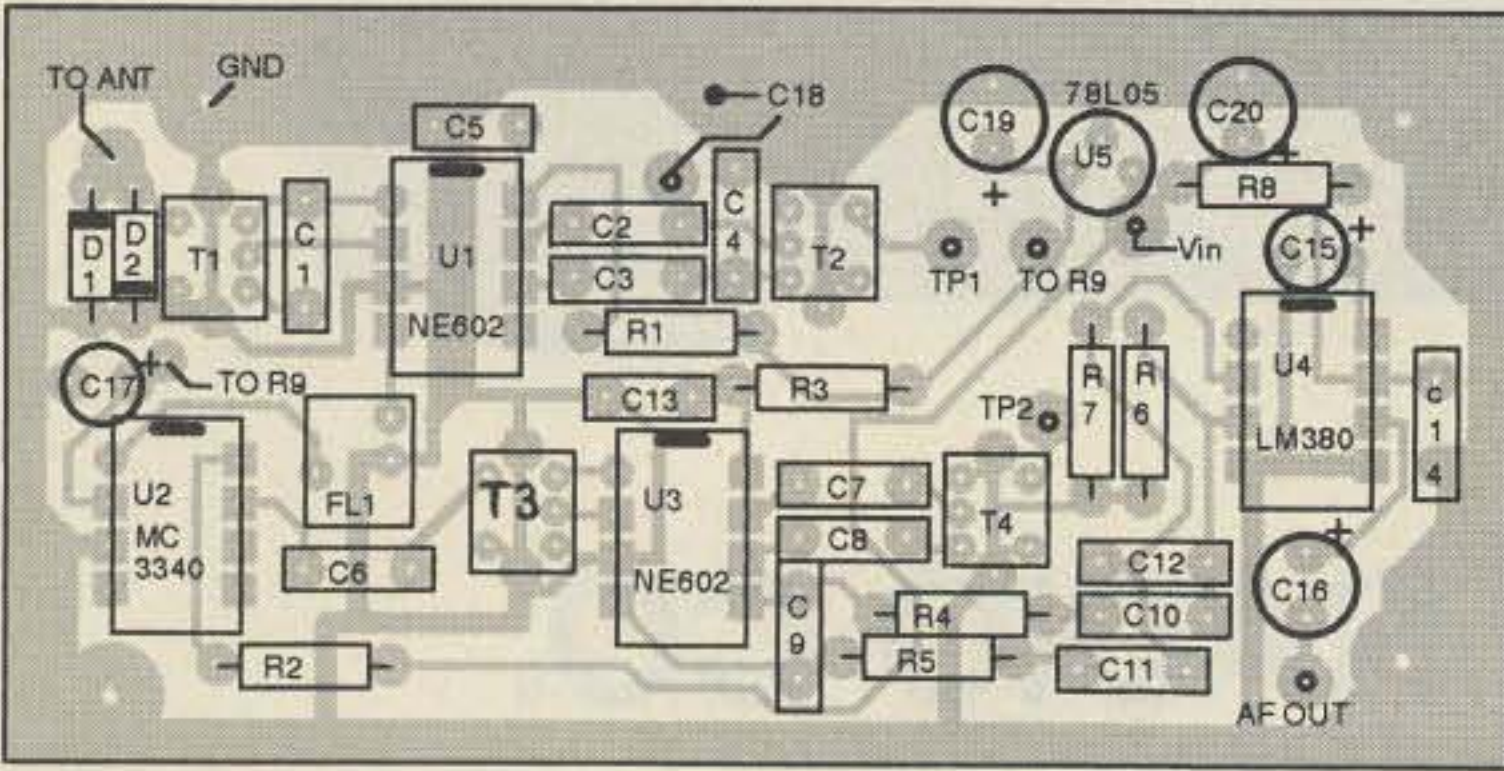 TO ANT
GND
C5
C18
C19
78L05
C20
U5
R8
D1
D2
T1
C1
U1
NE602
C2
C3
C4
T2
TP1
TO R9
Vin
C15
+
+
+
R1
C17
+
TO R9
C13
R3
TP2
R7
R6
U4
LM380
c14
U2
MC
3340
FL1
C6
T3
U3
NE602
C7
C8
T4
C9
R4
R5
C12
C10
C11
C16
+
R2
AF OUT